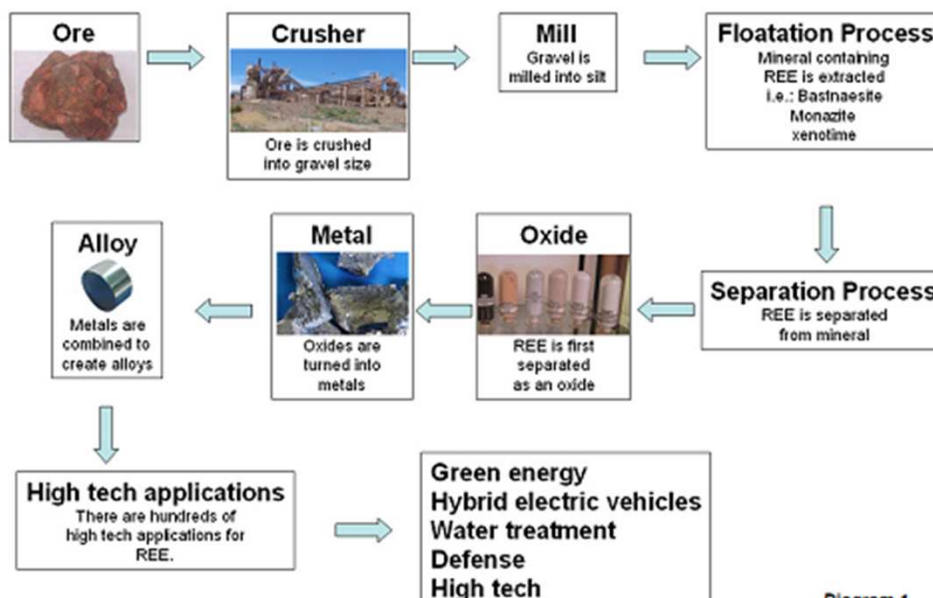 Ore
Crusher
Ore is crushed
into gravel size
Mill
Gravel is
milled into silt
Floatation Process
Mineral containing
REE is extracted
i.e.: Bastnaesite
Monazite
xenotime
Separation Process
REE is separated
from mineral
Oxide
REE is first
separated
as an oxide
Metal
Oxides are
turned into
metals
Alloy
Metals are
combined to
create alloys
High tech applications
There are hundreds of
high tech applications for
REE.
Green energy
Hybrid electric vehicles
Water treatment
Defense
High tech